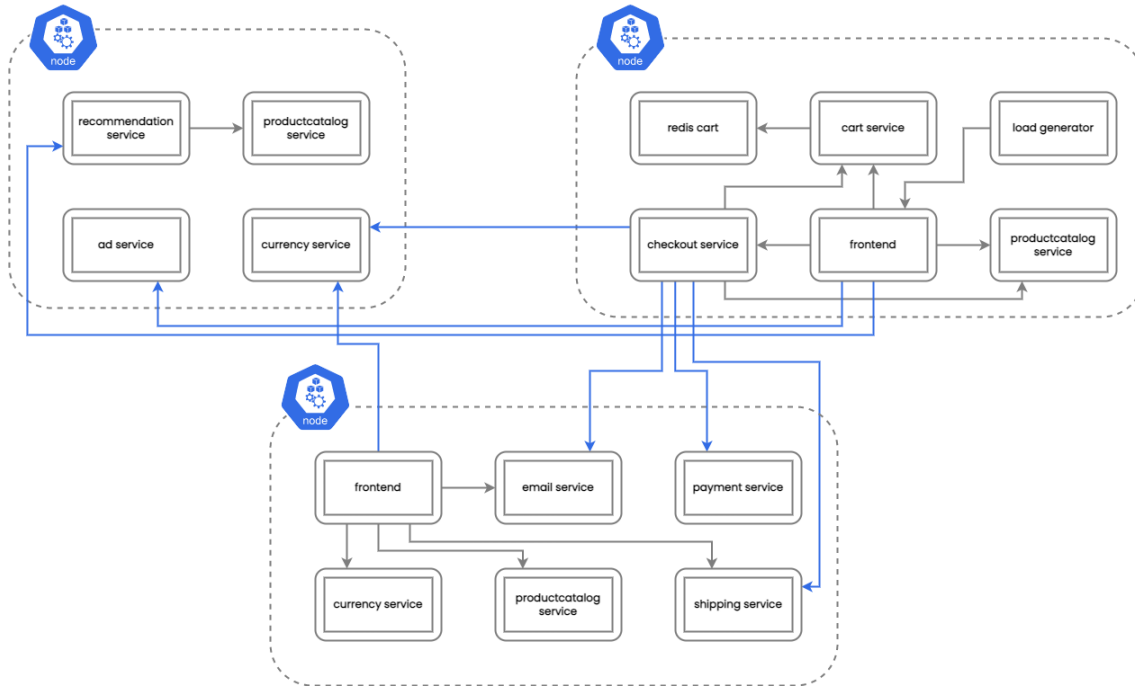 node
recommendation
service
productcatalog
service
ad service
currency service
node
redis cart
cart service
load generator
checkout service
frontend
productcatalog
service
node
frontend
email service
payment service
currency service
productcatalog
service
shipping service